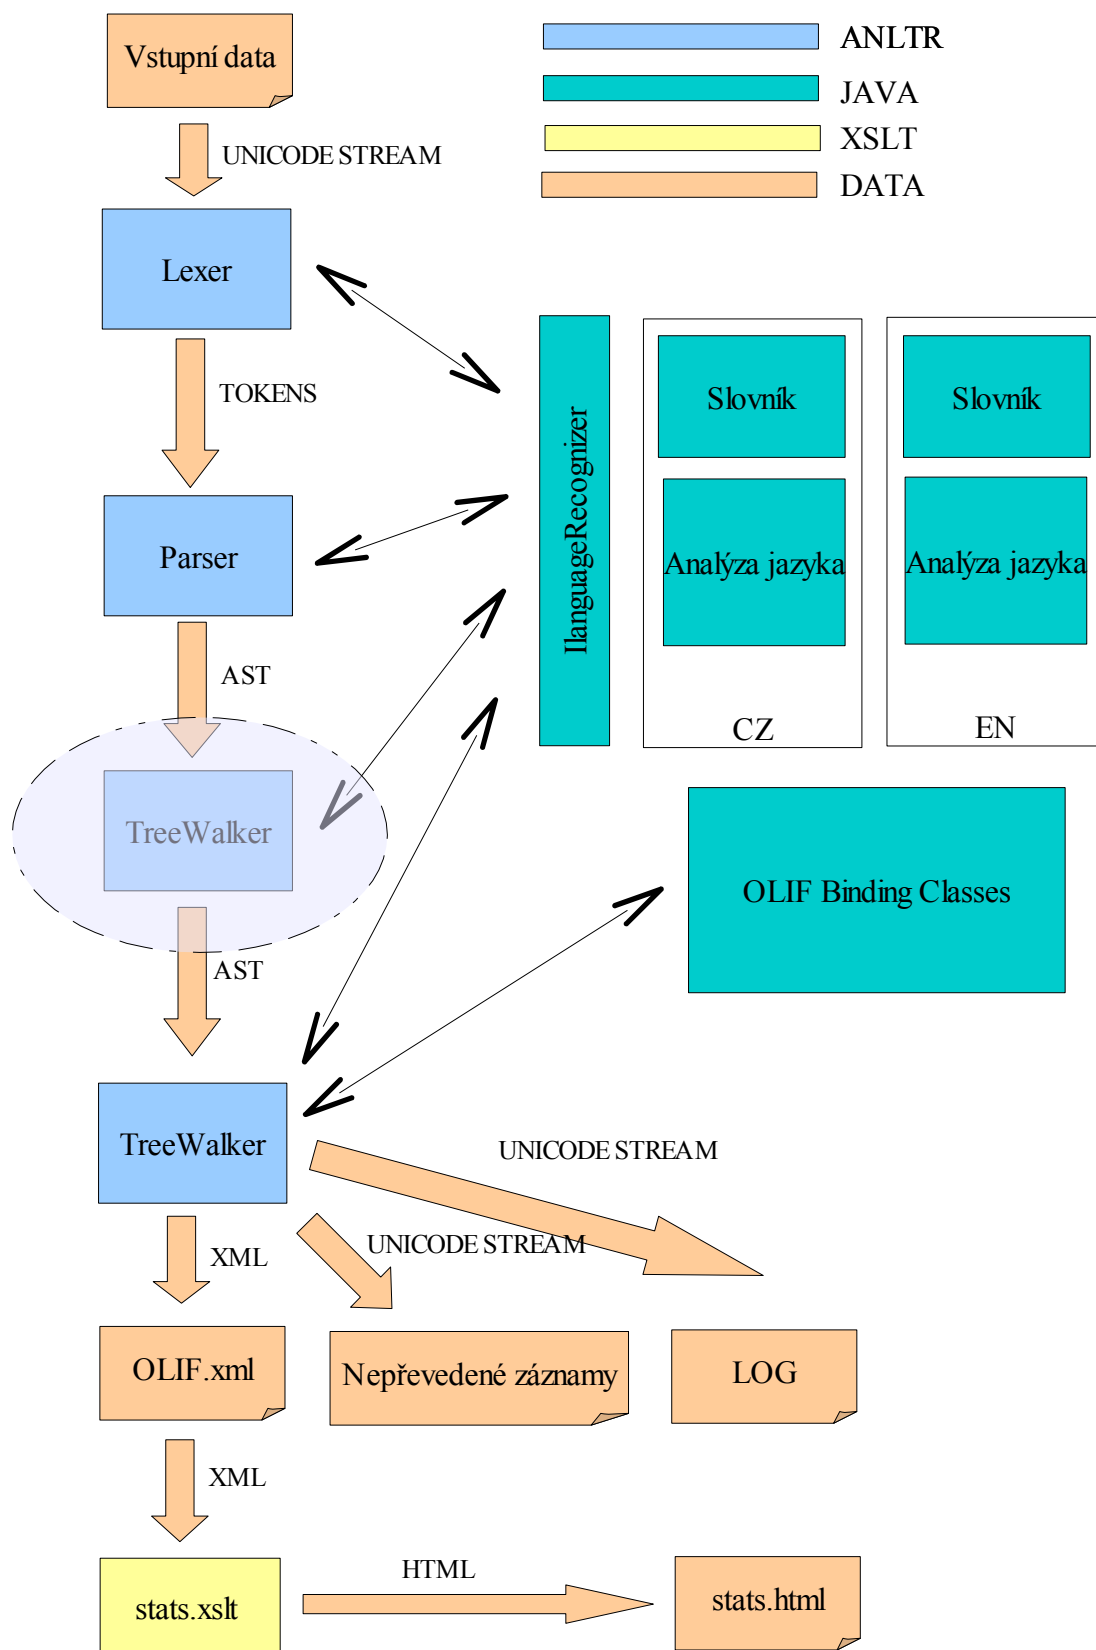 Vstupní data
ANLTR
JAVA
XSLT
DATA
UNICODE STREAM
Lexer
TOKENS
IlanguageRecognizer
Slovník
Slovník
Parser
Analýza jazyka
Analýza jazyka
AST
CZ
EN
TreeWalker
OLIF Binding Classes
AST
TreeWalker
UNICODE STREAM
UNICODE STREAM
XML
OLIF.xml
Nepřevedené záznamy
LOG
XML
HTML
stats.xslt
stats.html